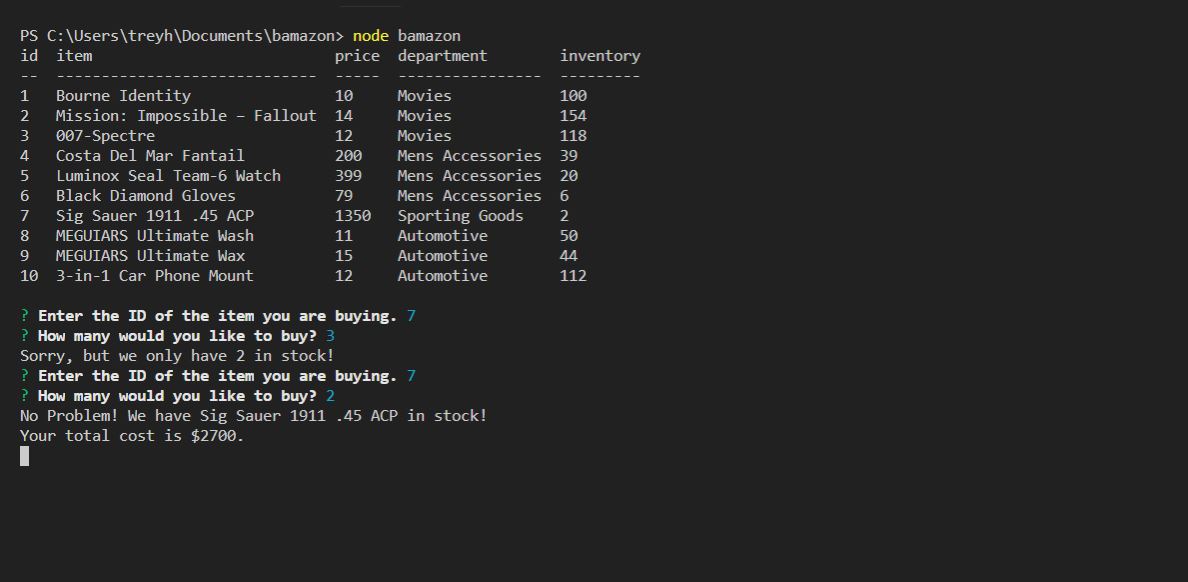 PS C:\Users\treyh\Documents\bamazon> node bamazon
id  item                           price  department        inventory
--  -----------------------------  -----  ----------------  ---------
1   Bourne Identity                10     Movies            100
2   Mission: Impossible – Fallout  14     Movies            154
3   007-Spectre                    12     Movies            118
4   Costa Del Mar Fantail          200    Mens Accessories  39
5   Luminox Seal Team-6 Watch      399    Mens Accessories  20
6   Black Diamond Gloves           79     Mens Accessories  6
7   Sig Sauer 1911 .45 ACP         1350   Sporting Goods    2
8   MEGUIARS Ultimate Wash         11     Automotive        50
9   MEGUIARS Ultimate Wax          15     Automotive        44
10  3-in-1 Car Phone Mount         12     Automotive        112
? Enter the ID of the item you are buying. 7
? How many would you like to buy? 3
Sorry, but we only have 2 in stock!
? Enter the ID of the item you are buying. 7
? How many would you like to buy? 2
No Problem! We have Sig Sauer 1911 .45 ACP in stock!
Your total cost is $2700.